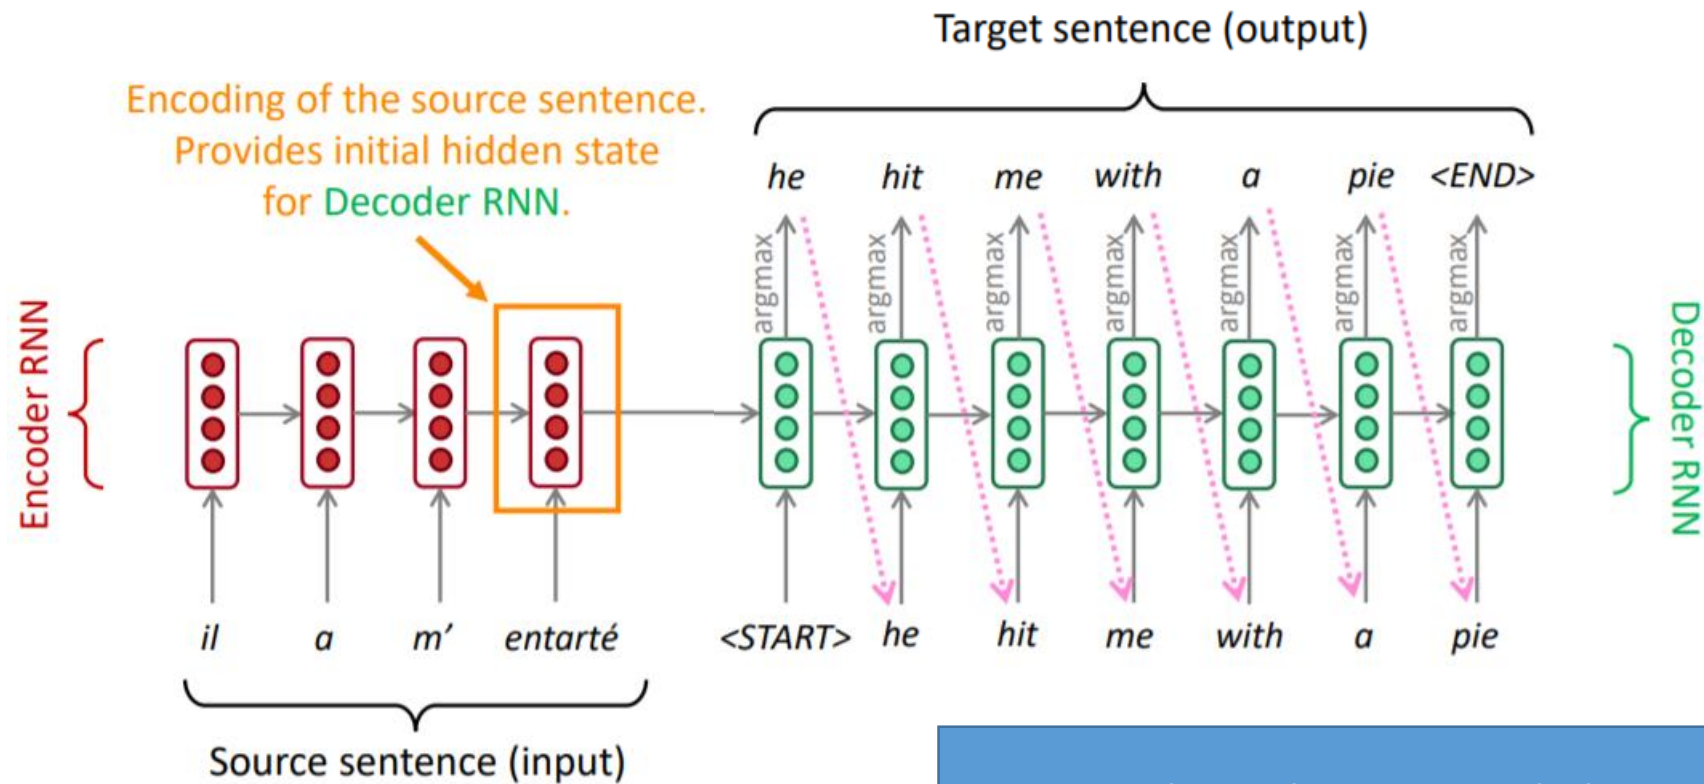 Target sentence (output)
Encoding of the source sentence.
Provides initial hidden state
for Decoder RNN.
he hit me with a pie <END>
argmax argmax argmax argmax argmax argmax argmax
Encoder RNN
Decoder RNN
il a m’ entarté <START> he hit me with a pie
Source sentence (input)